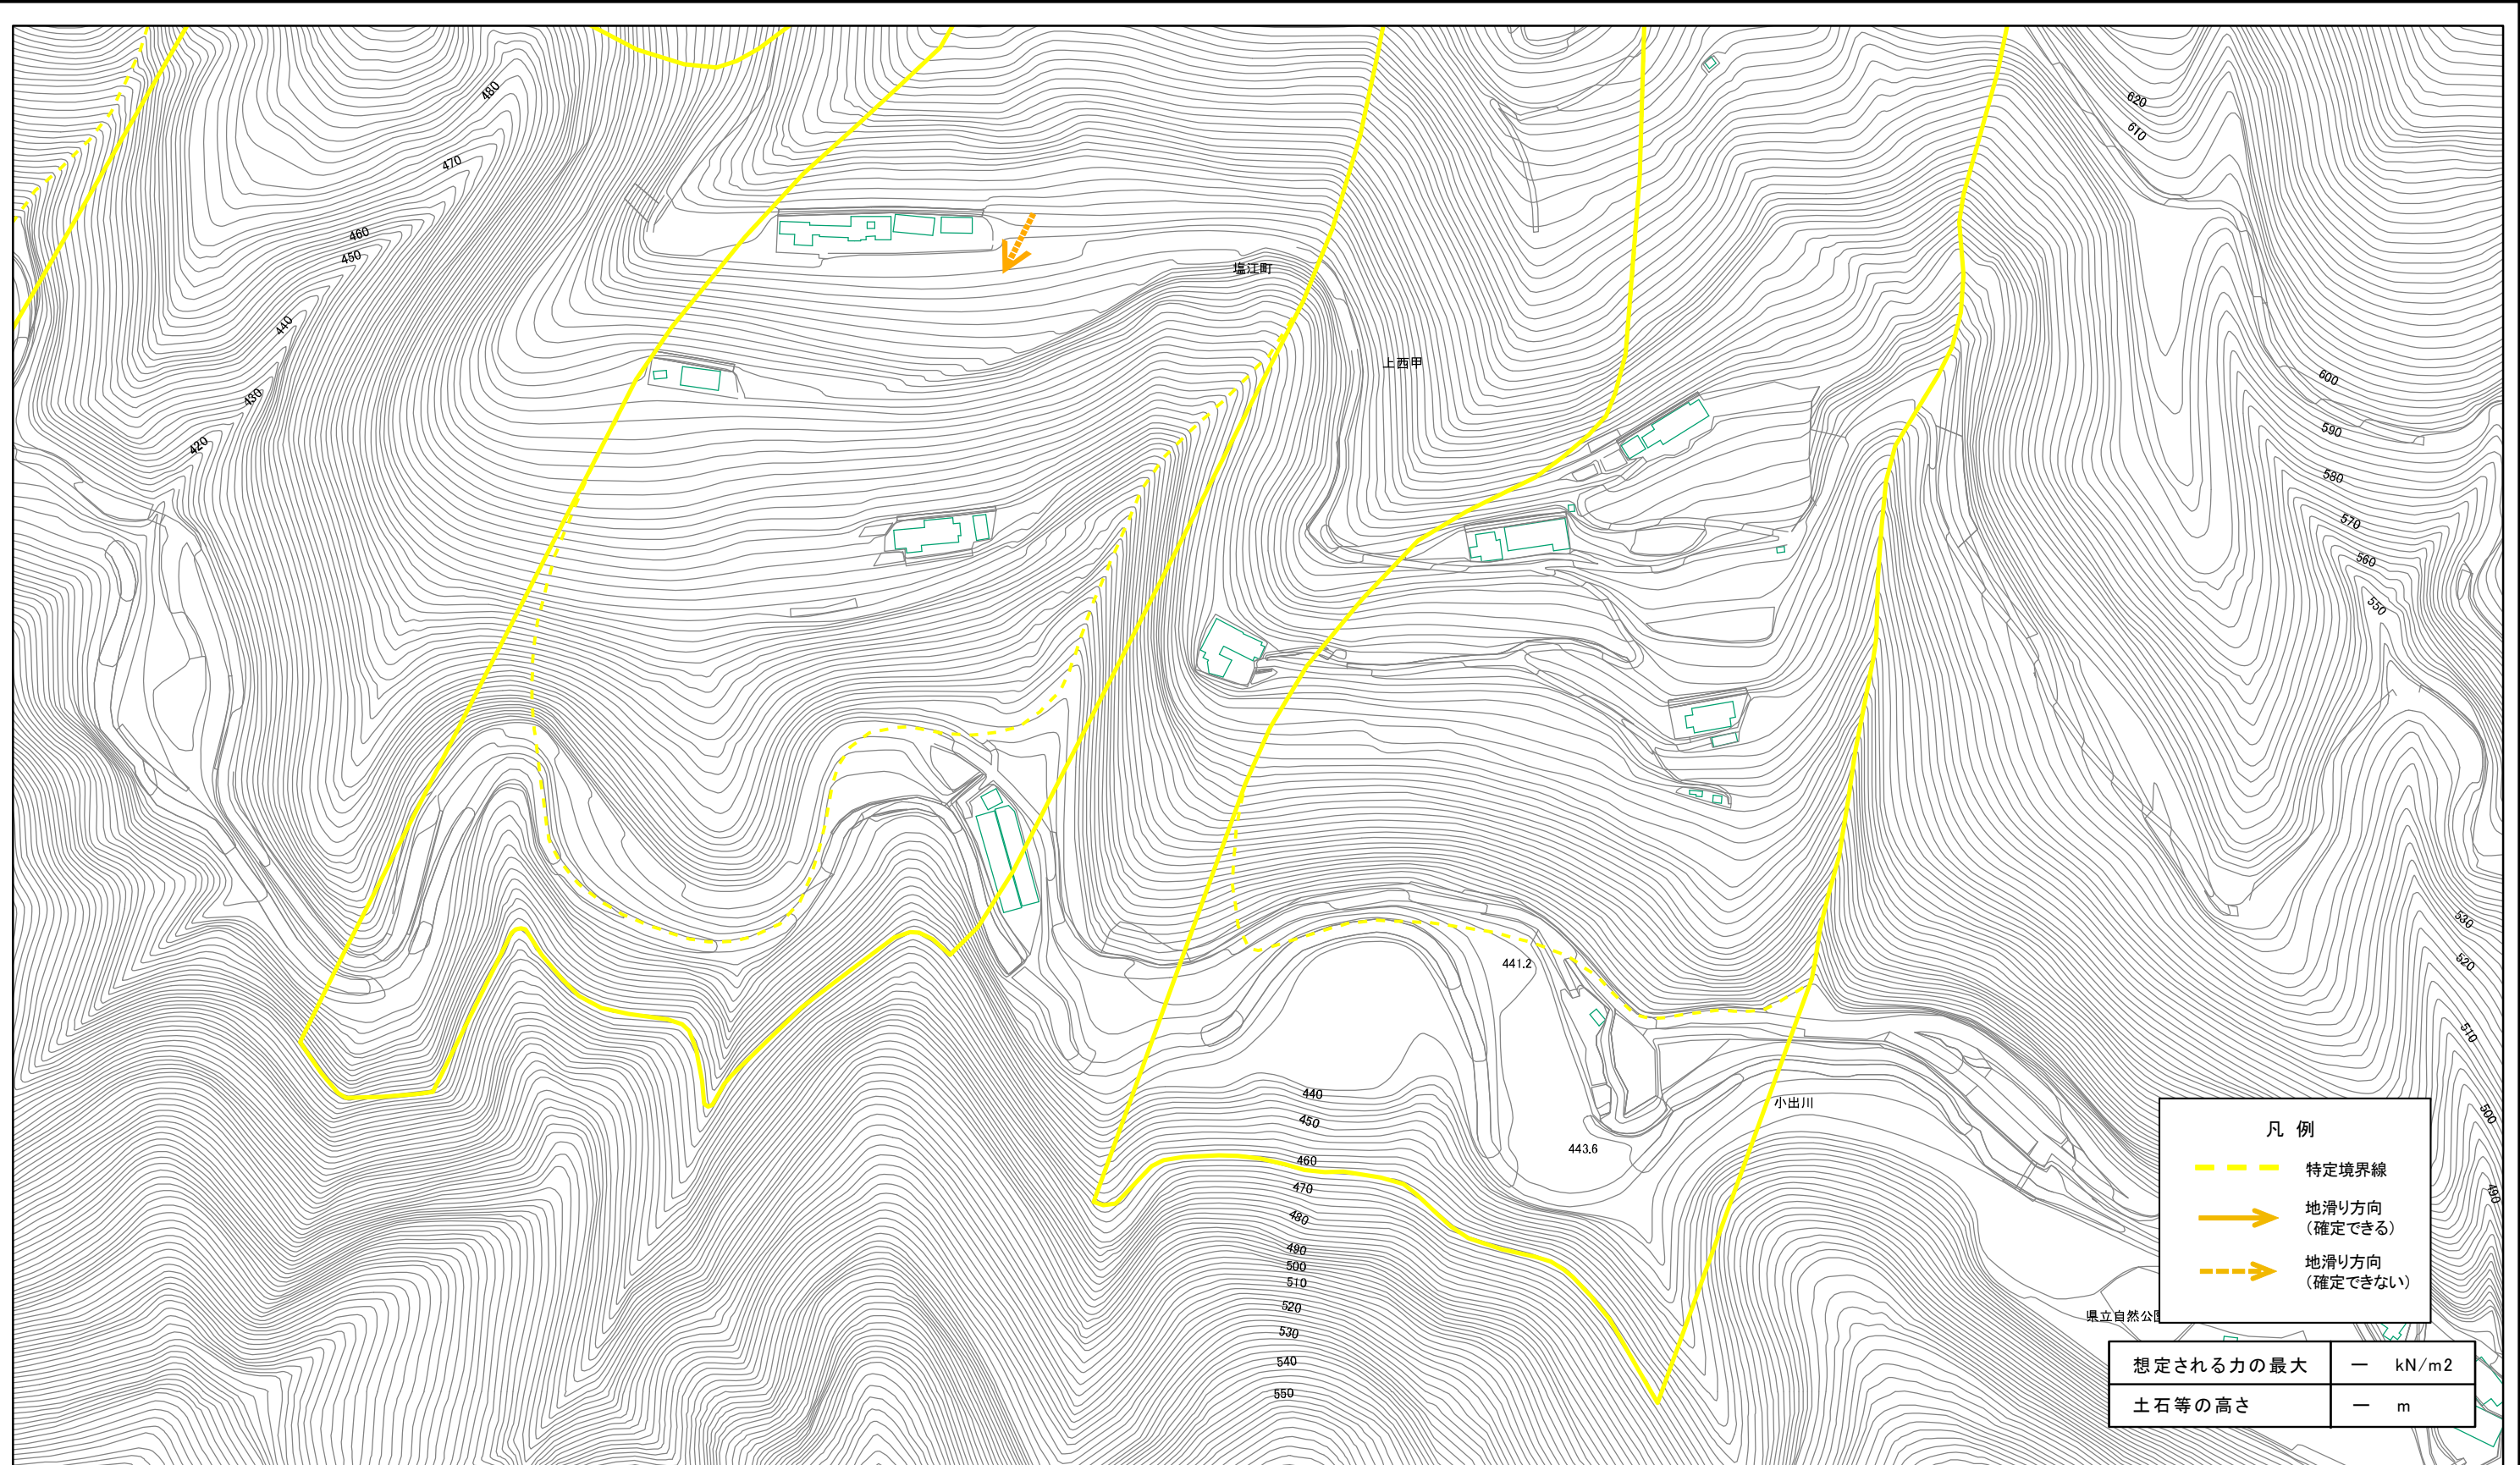 480
470
460
450
440
430
420
塩江町
上西甲
620
610
600
590
580
570
560
550
530
520
510
500
490
441.2
443.6
小出川
440
450
460
470
480
490
500
510
520
530
540
550
県立自然公園
凡 例
特定境界線
地滑り方向
(確定できる)
地滑り方向
(確定できない)
想定される力の最大 ー kN/m2
土石等の高さ ー m